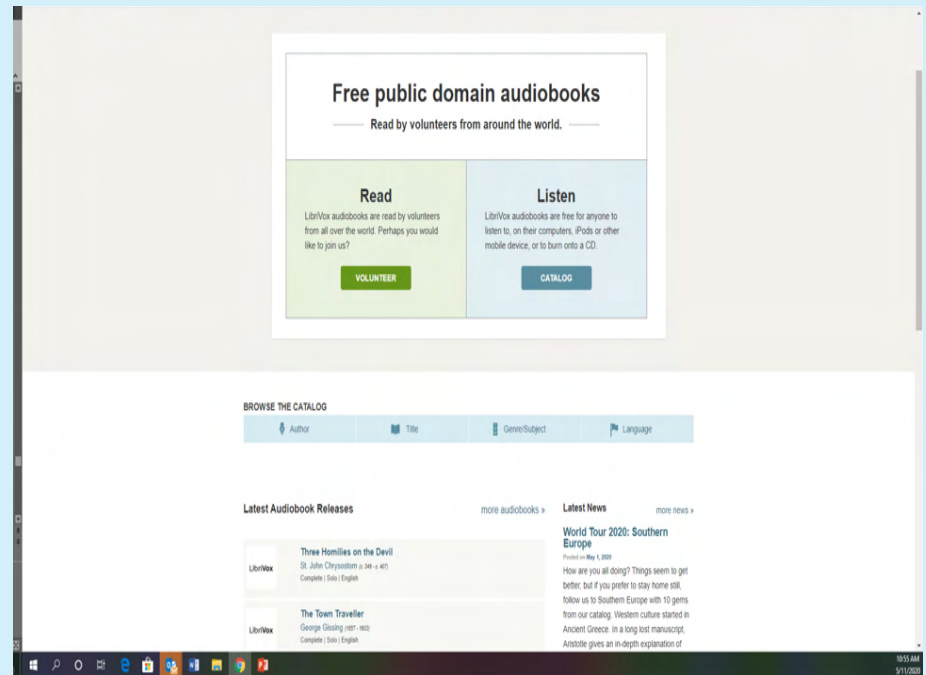 Free public domain audiobooks
Read by volunteers from around the world.
Read
LibriVox audiobooks are read by volunteers
from all over the world. Perhaps you would
like to join us?
VOLUNTEER
Listen
LibriVox audiobooks are free for anyone to
listen to, on their computers, iPods or other
mobile device, or to burn onto a CD.
CATALOG
BROWSE THE CATALOG
Author
Title
Genre/Subject
Language
Latest Audiobook Releases
more audiobooks »
LibriVox
Three Homilies on the Devil
St. John Chrysostom (c. 349 - c. 407)
Complete | Solo | English
LibriVox
The Town Traveller
George Gissing (1857 - 1903)
Complete | Solo | English
Latest News
more news »
World Tour 2020: Southern
Europe
Posted on May 1, 2020
How are you all doing? Things seem to get
better, but if you prefer to stay home still,
follow us to Southern Europe with 10 gems
from our catalog. Western culture started in
Ancient Greece. In a long lost manuscript,
Aristotle gives an in-depth explanation of
10:55 AM
5/11/2020